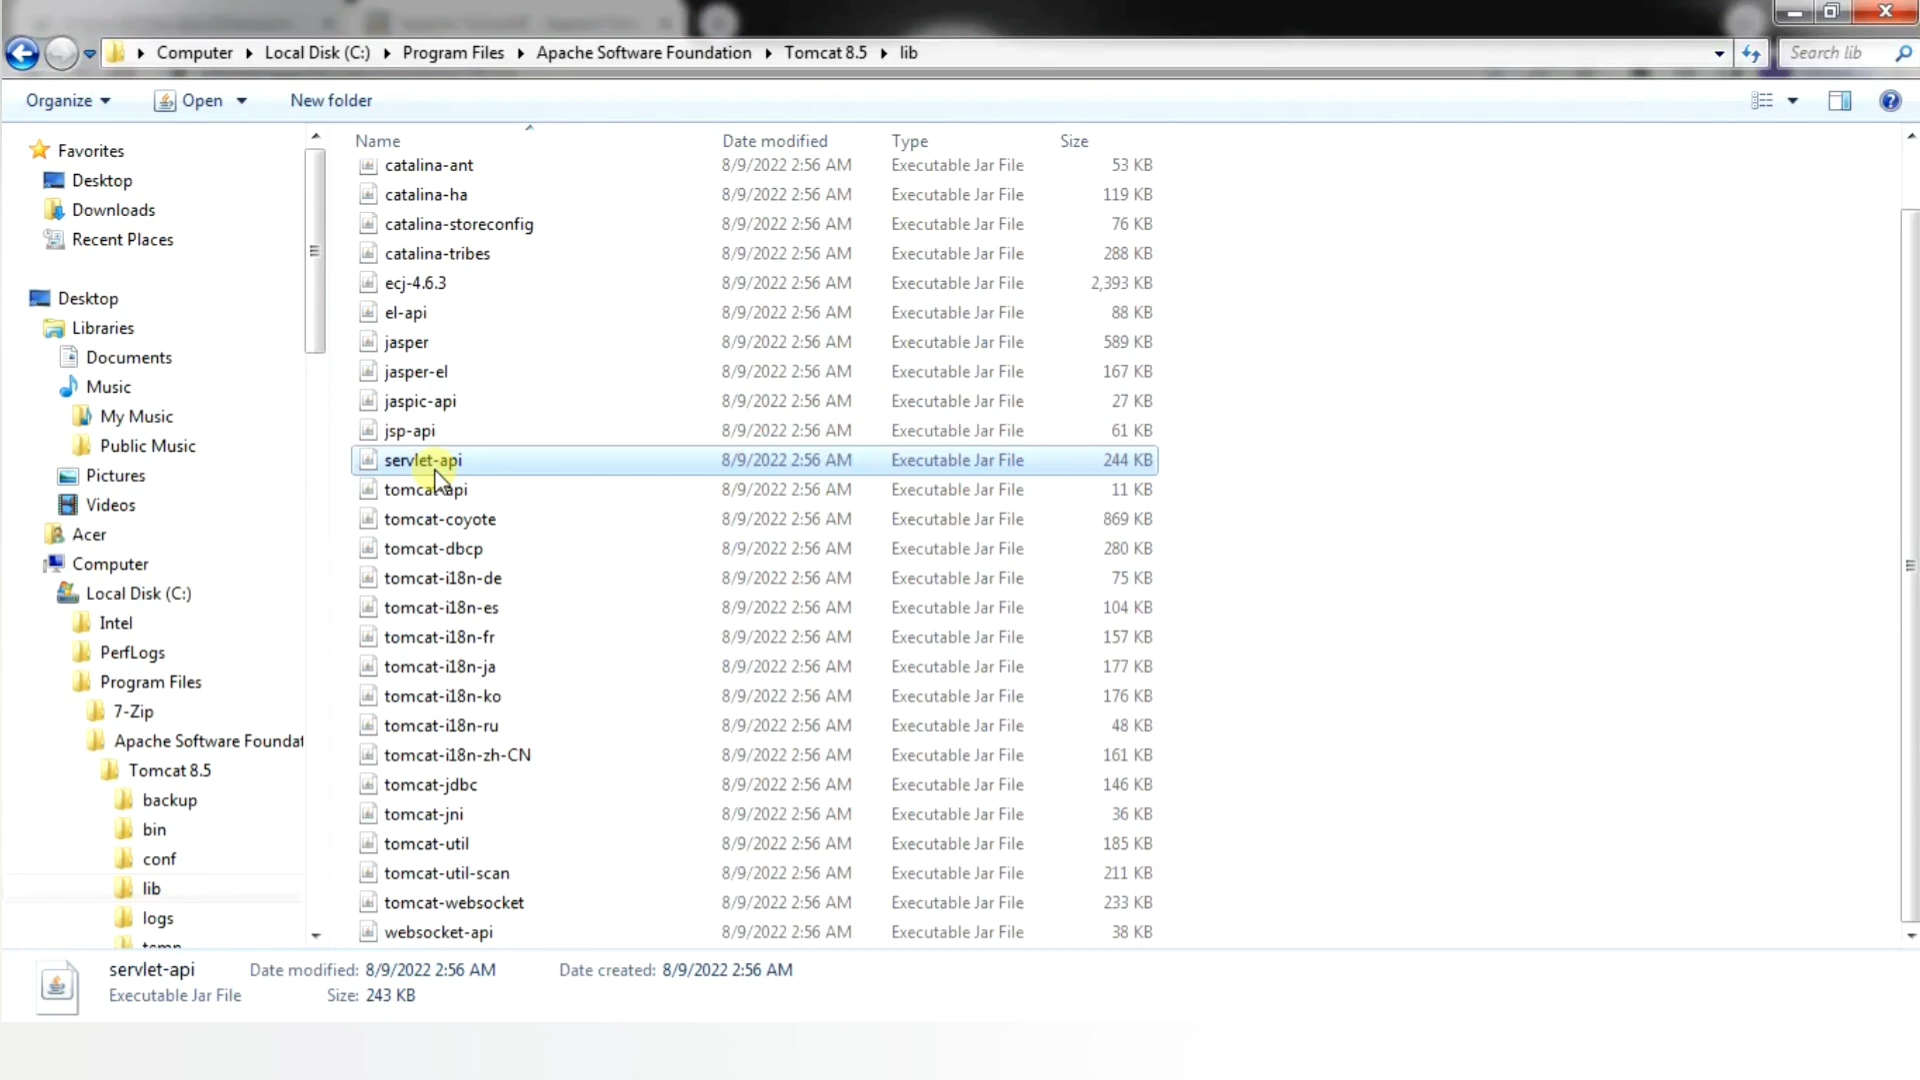 Computer Local Disk (C:) Program Files Apache Software Foundation Tomcat 8.5 lib
Search lib
Organize Open New folder
Favorites
Desktop
Downloads
Recent Places
Desktop
Libraries
Documents
Music
My Music
Public Music
Pictures
Videos
Acer
Computer
Local Disk (C:)
Intel
PerfLogs
Program Files
7-Zip
Apache Software Foundat
Tomcat 8.5
backup
bin
conf
lib
logs
temp
Name Date modified Type Size
catalina-ant 8/9/2022 2:56 AM Executable Jar File 53 KB
catalina-ha 8/9/2022 2:56 AM Executable Jar File 119 KB
catalina-storeconfig 8/9/2022 2:56 AM Executable Jar File 76 KB
catalina-tribes 8/9/2022 2:56 AM Executable Jar File 288 KB
ecj-4.6.3 8/9/2022 2:56 AM Executable Jar File 2,393 KB
el-api 8/9/2022 2:56 AM Executable Jar File 88 KB
jasper 8/9/2022 2:56 AM Executable Jar File 589 KB
jasper-el 8/9/2022 2:56 AM Executable Jar File 167 KB
jaspic-api 8/9/2022 2:56 AM Executable Jar File 27 KB
jsp-api 8/9/2022 2:56 AM Executable Jar File 61 KB
servlet-api 8/9/2022 2:56 AM Executable Jar File 244 KB
tomcat-api 8/9/2022 2:56 AM Executable Jar File 11 KB
tomcat-coyote 8/9/2022 2:56 AM Executable Jar File 869 KB
tomcat-dbcp 8/9/2022 2:56 AM Executable Jar File 280 KB
tomcat-i18n-de 8/9/2022 2:56 AM Executable Jar File 75 KB
tomcat-i18n-es 8/9/2022 2:56 AM Executable Jar File 104 KB
tomcat-i18n-fr 8/9/2022 2:56 AM Executable Jar File 157 KB
tomcat-i18n-ja 8/9/2022 2:56 AM Executable Jar File 177 KB
tomcat-i18n-ko 8/9/2022 2:56 AM Executable Jar File 176 KB
tomcat-i18n-ru 8/9/2022 2:56 AM Executable Jar File 48 KB
tomcat-i18n-zh-CN 8/9/2022 2:56 AM Executable Jar File 161 KB
tomcat-jdbc 8/9/2022 2:56 AM Executable Jar File 146 KB
tomcat-jni 8/9/2022 2:56 AM Executable Jar File 36 KB
tomcat-util 8/9/2022 2:56 AM Executable Jar File 185 KB
tomcat-util-scan 8/9/2022 2:56 AM Executable Jar File 211 KB
tomcat-websocket 8/9/2022 2:56 AM Executable Jar File 233 KB
websocket-api 8/9/2022 2:56 AM Executable Jar File 38 KB
servlet-api Date modified: 8/9/2022 2:56 AM Date created: 8/9/2022 2:56 AM
Executable Jar File Size: 243 KB